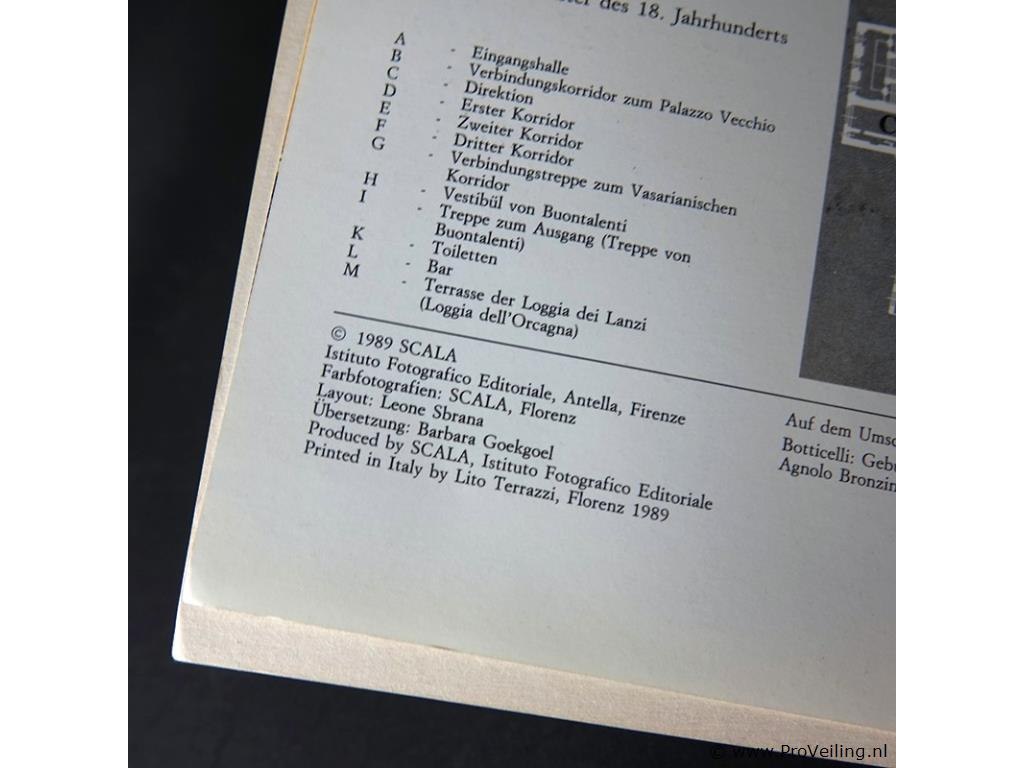 des 18. Jahrhunderts
A - Eingangshalle
B - Verbindungskorridor zum Palazzo Vecchio
C - Direktion
D - Erster Korridor
E - Zweiter Korridor
F - Dritter Korridor
G - Verbindungstreppe zum Vasarianischen
Korridor
H - Vestibül von Buontalenti
I - Treppe zum Ausgang (Treppe von
Buontalenti)
K - Toiletten
L - Bar
M - Terrasse der Loggia dei Lanzi
(Loggia dell'Orcagna)
© 1989 SCALA
Istituto Fotografico Editoriale, Antella, Firenze
Farbfotografien: SCALA, Florenz
Layout: Leone Sbrana
Übersetzung: Barbara Goekgoel
Produced by SCALA, Istituto Fotografico Editoriale
Printed in Italy by Lito Terrazzi, Florenz 1989
Auf dem
Botticelli:
Agnolo
© www.ProVeiling.nl